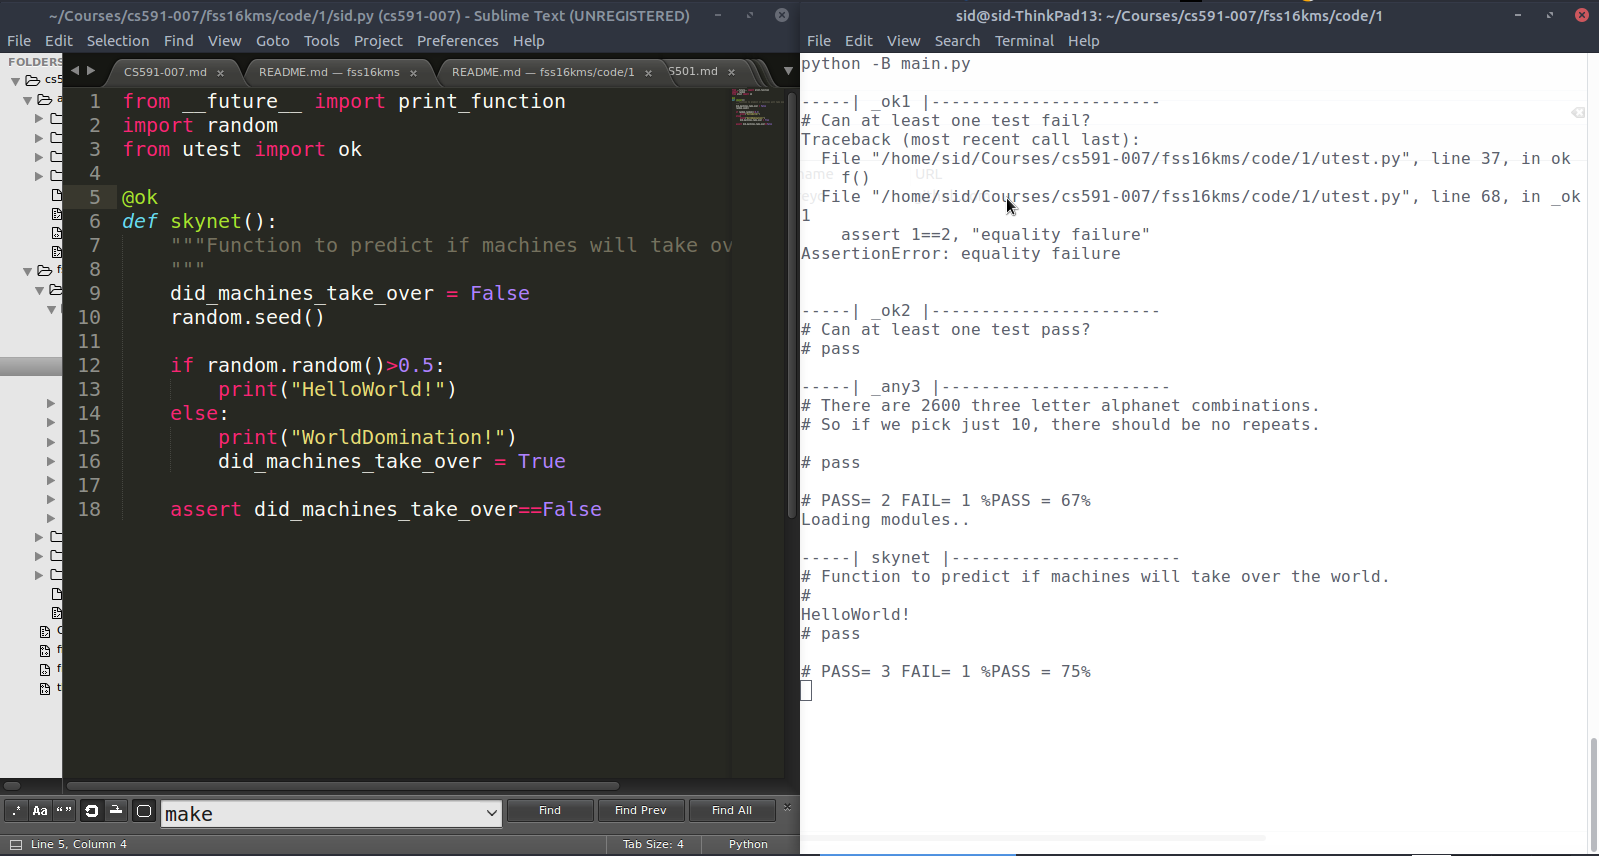 ~/Courses/cs591-007/fss16kms/code/1/sid.py (cs591-007) - Sublime Text (UNREGISTERED)
File Edit Selection Find View Goto Tools Project Preferences Help
FOLDERS
CS591-007.md × README.md — fss16kms × README.md — fss16kms/code/1 × S501.md ×
1 from __future__ import print_function
2 import random
3 from utest import ok
4
5 @ok
6 def skynet():
7 """Function to predict if machines will take ov
8 """
9 did_machines_take_over = False
10 random.seed()
11
12 if random.random()>0.5:
13 print("HelloWorld!")
14 else:
15 print("WorldDomination!")
16 did_machines_take_over = True
17
18 assert did_machines_take_over==False
.* Aa “ ” make Find Find Prev Find All
Line 5, Column 4 Tab Size: 4 Python
sid@sid-ThinkPad13: ~/Courses/cs591-007/fss16kms/code/1
File Edit View Search Terminal Help
python -B main.py
-----| _ok1 |-----------------------
# Can at least one test fail?
Traceback (most recent call last):
File "/home/sid/Courses/cs591-007/fss16kms/code/1/utest.py", line 37, in ok
f()
File "/home/sid/Courses/cs591-007/fss16kms/code/1/utest.py", line 68, in _ok
1
assert 1==2, "equality failure"
AssertionError: equality failure
-----| _ok2 |-----------------------
# Can at least one test pass?
# pass
-----| _any3 |-----------------------
# There are 2600 three letter alphanet combinations.
# So if we pick just 10, there should be no repeats.
# pass
# PASS= 2 FAIL= 1 %PASS = 67%
Loading modules..
-----| skynet |-----------------------
# Function to predict if machines will take over the world.
#
HelloWorld!
# pass
# PASS= 3 FAIL= 1 %PASS = 75%